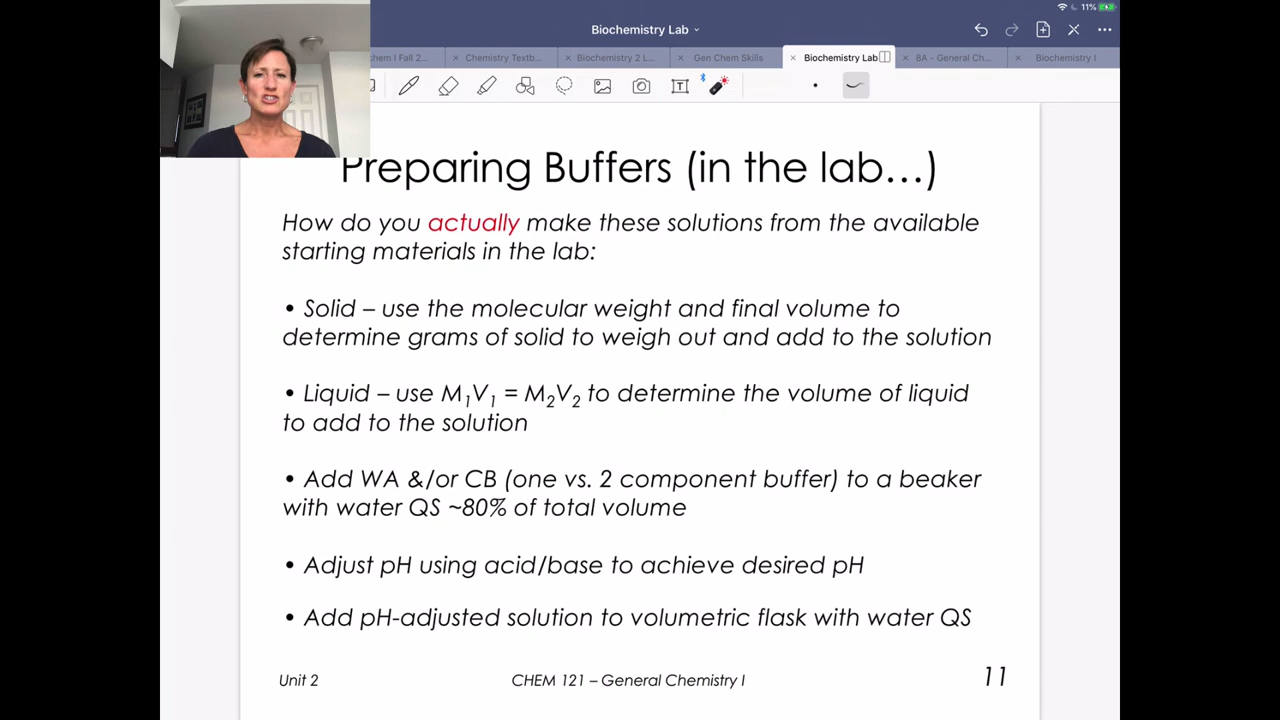 11%
Biochemistry Lab
hem I Fall 2...
Chemistry Textb...
Biochemistry 2 L...
Gen Chem Skills
Biochemistry Lab
8A - General Ch...
Biochemistry I
T
Preparing Buffers (in the lab...)
How do you actually make these solutions from the available
starting materials in the lab:
• Solid – use the molecular weight and final volume to
determine grams of solid to weigh out and add to the solution
• Liquid – use M₁V₁ = M₂V₂ to determine the volume of liquid
to add to the solution
• Add WA &/or CB (one vs. 2 component buffer) to a beaker
with water QS ~80% of total volume
• Adjust pH using acid/base to achieve desired pH
• Add pH-adjusted solution to volumetric flask with water QS
Unit 2
CHEM 121 – General Chemistry I
11